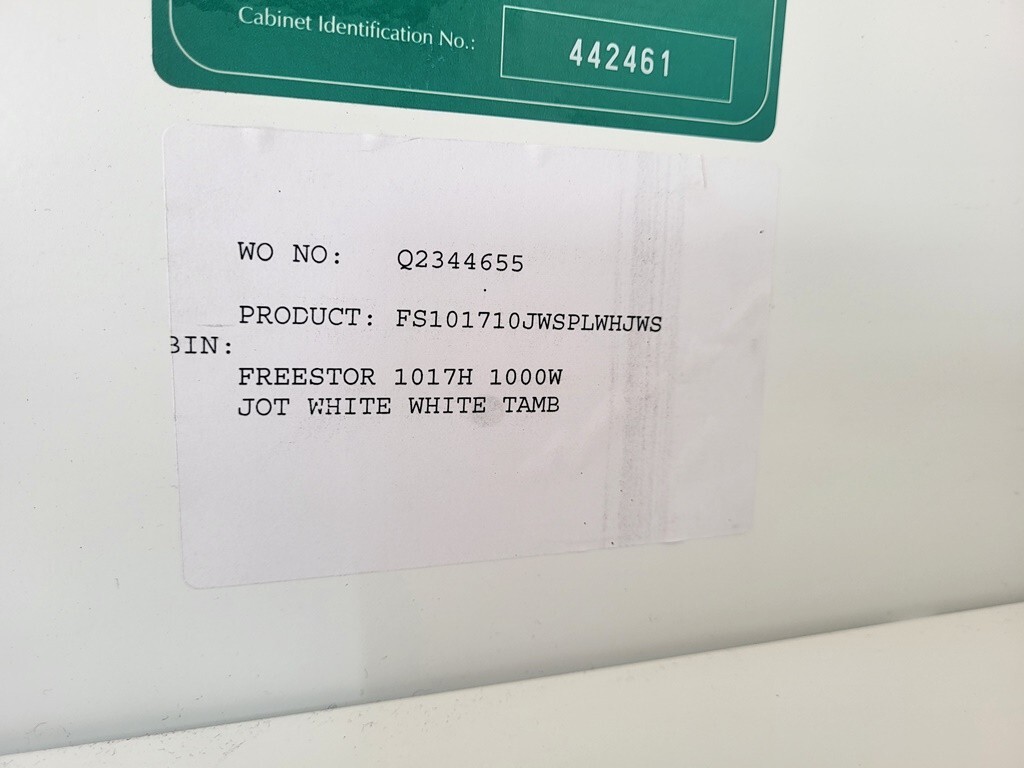 Cabinet Identification No.: 442461
WO NO: Q2344655
PRODUCT: FS101710JWSPLWHJWS
BIN:
FREESTOR 1017H 1000W
JOT WHITE WHITE TAMB